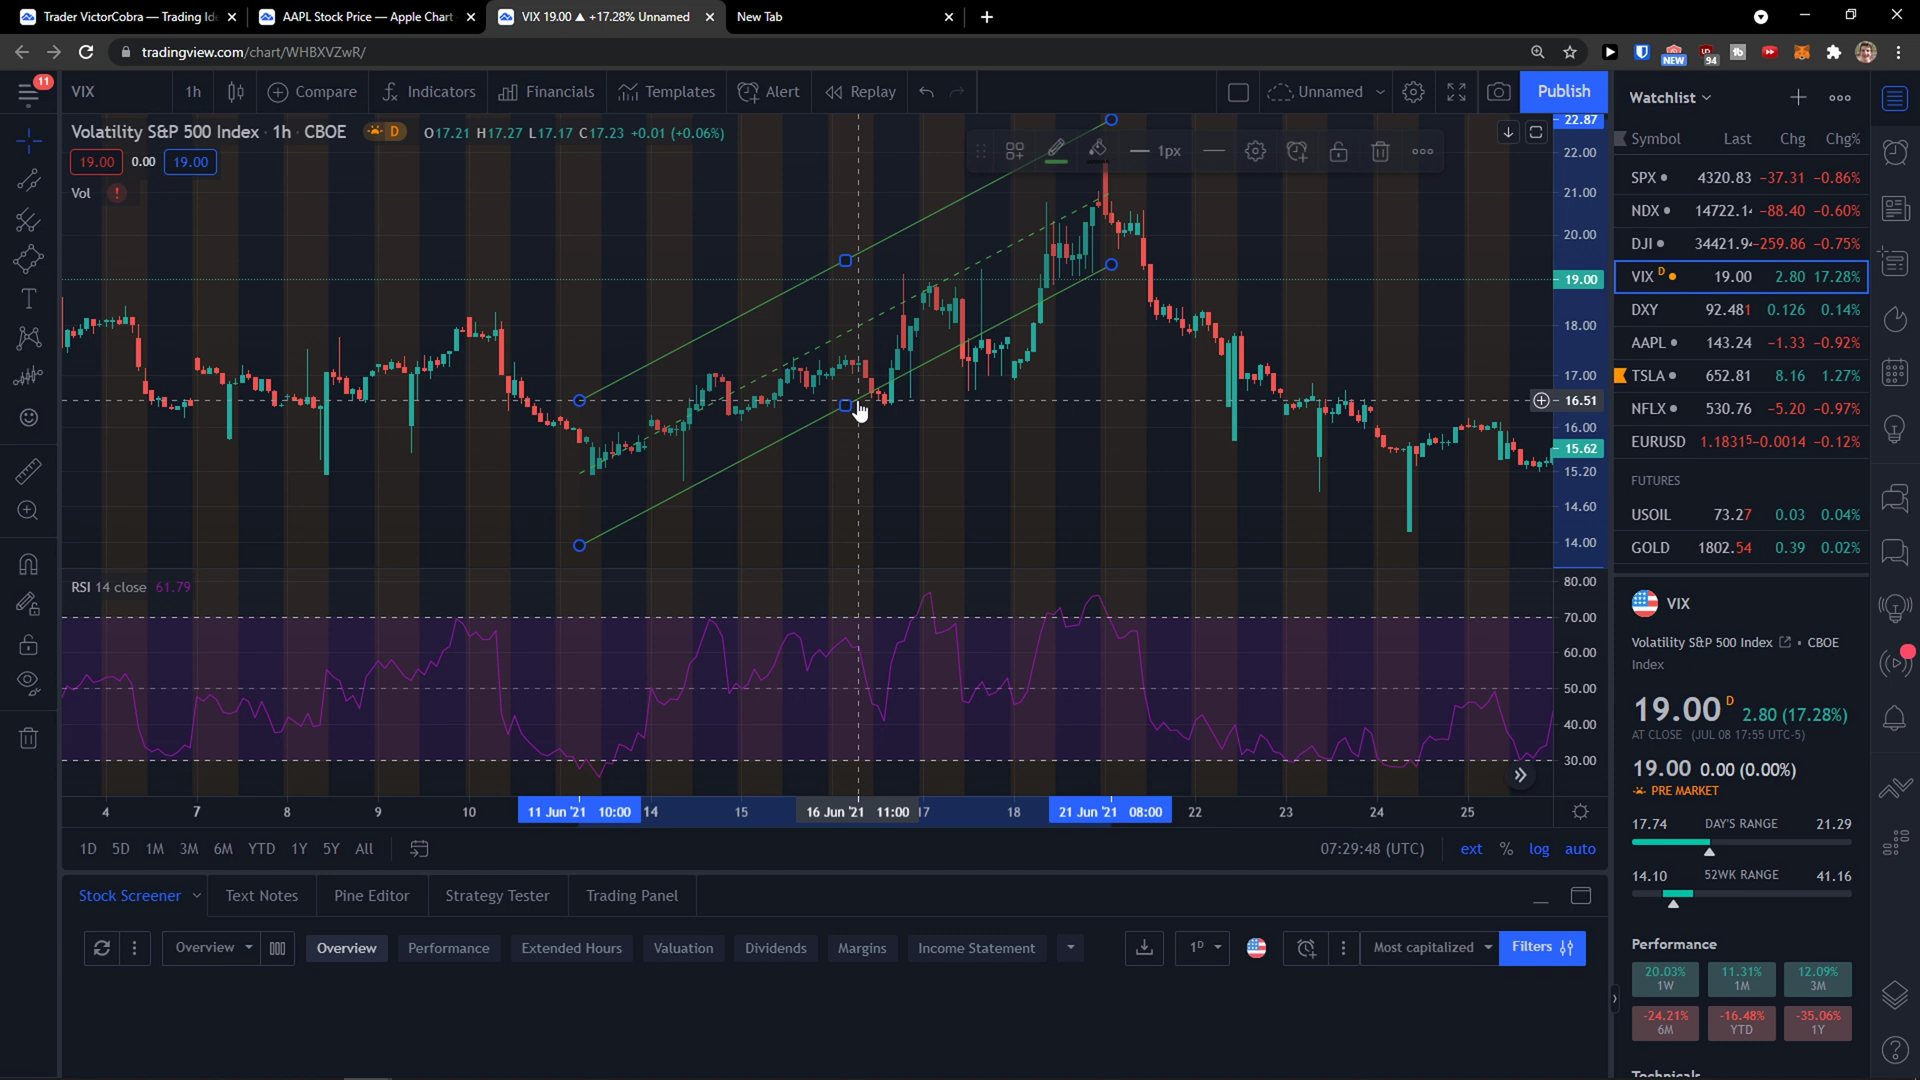 Trader VictorCobra — Trading Id
AAPL Stock Price — Apple Chart
VIX 19.00 ▲ +17.28% Unnamed
New Tab
tradingview.com/chart/WHBXVZwR/
NEW
94
11
VIX
1h
Compare
Indicators
Financials
Templates
Alert
Replay
Unnamed
Publish
Volatility S&P 500 Index · 1h · CBOE
D
O17.21 H17.27 L17.17 C17.23 +0.01 (+0.06%)
19.00 0.00 19.00
Vol !
1px
22.87
22.00
21.00
20.00
19.00
18.00
17.00
16.51
16.00
15.62
15.20
14.60
14.00
RSI 14 close 61.79
80.00
70.00
60.00
50.00
40.00
30.00
4 7 8 9 10 11 Jun '21 10:00 14 15 16 Jun '21 11:00 17 18 21 Jun '21 08:00 22 23 24 25
1D 5D 1M 3M 6M YTD 1Y 5Y All
07:29:48 (UTC) ext % log auto
Stock Screener
Text Notes
Pine Editor
Strategy Tester
Trading Panel
Overview
Overview
Performance
Extended Hours
Valuation
Dividends
Margins
Income Statement
1D
Most capitalized
Filters
Watchlist
Symbol Last Chg Chg%
SPX 4320.83 -37.31 -0.86%
NDX 14722.1 -88.40 -0.60%
DJI 34421.9 -259.86 -0.75%
VIX D 19.00 2.80 17.28%
DXY 92.481 0.126 0.14%
AAPL 143.24 -1.33 -0.92%
TSLA 652.81 8.16 1.27%
NFLX 530.76 -5.20 -0.97%
EURUSD 1.18315 -0.0014 -0.12%
FUTURES
USOIL 73.27 0.03 0.04%
GOLD 1802.54 0.39 0.02%
VIX
Volatility S&P 500 Index • CBOE
Index
19.00 D 2.80 (17.28%)
AT CLOSE (JUL 08 17:55 UTC-5)
19.00 0.00 (0.00%)
PRE MARKET
17.74 DAY'S RANGE 21.29
14.10 52WK RANGE 41.16
Performance
20.03% 11.31% 12.09%
1W 1M 3M
-24.21% -16.48% -35.06%
6M YTD 1Y
Technicals